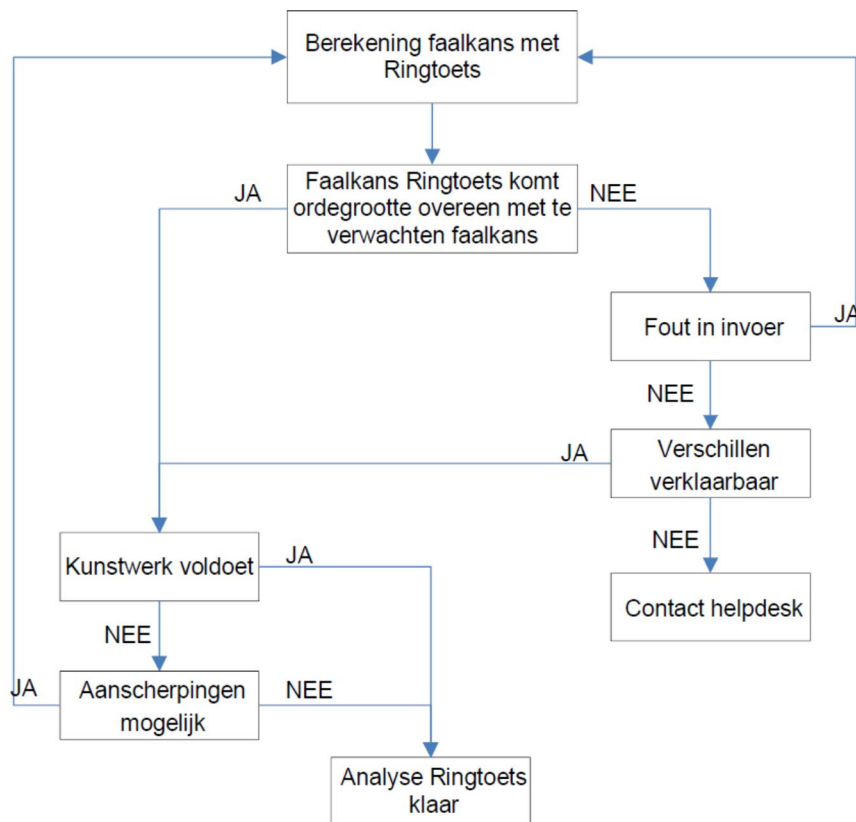 Berekening faalkans met
Ringtoets
JA
Faalkans Ringtoets komt
ordegrootte overeen met te
verwachten faalkans
NEE
Fout in invoer
JA
NEE
JA
Verschillen
verklaarbaar
NEE
Kunstwerk voldoet
JA
Contact helpdesk
NEE
JA
Aanscherpingen
mogelijk
NEE
Analyse Ringtoets
klaar